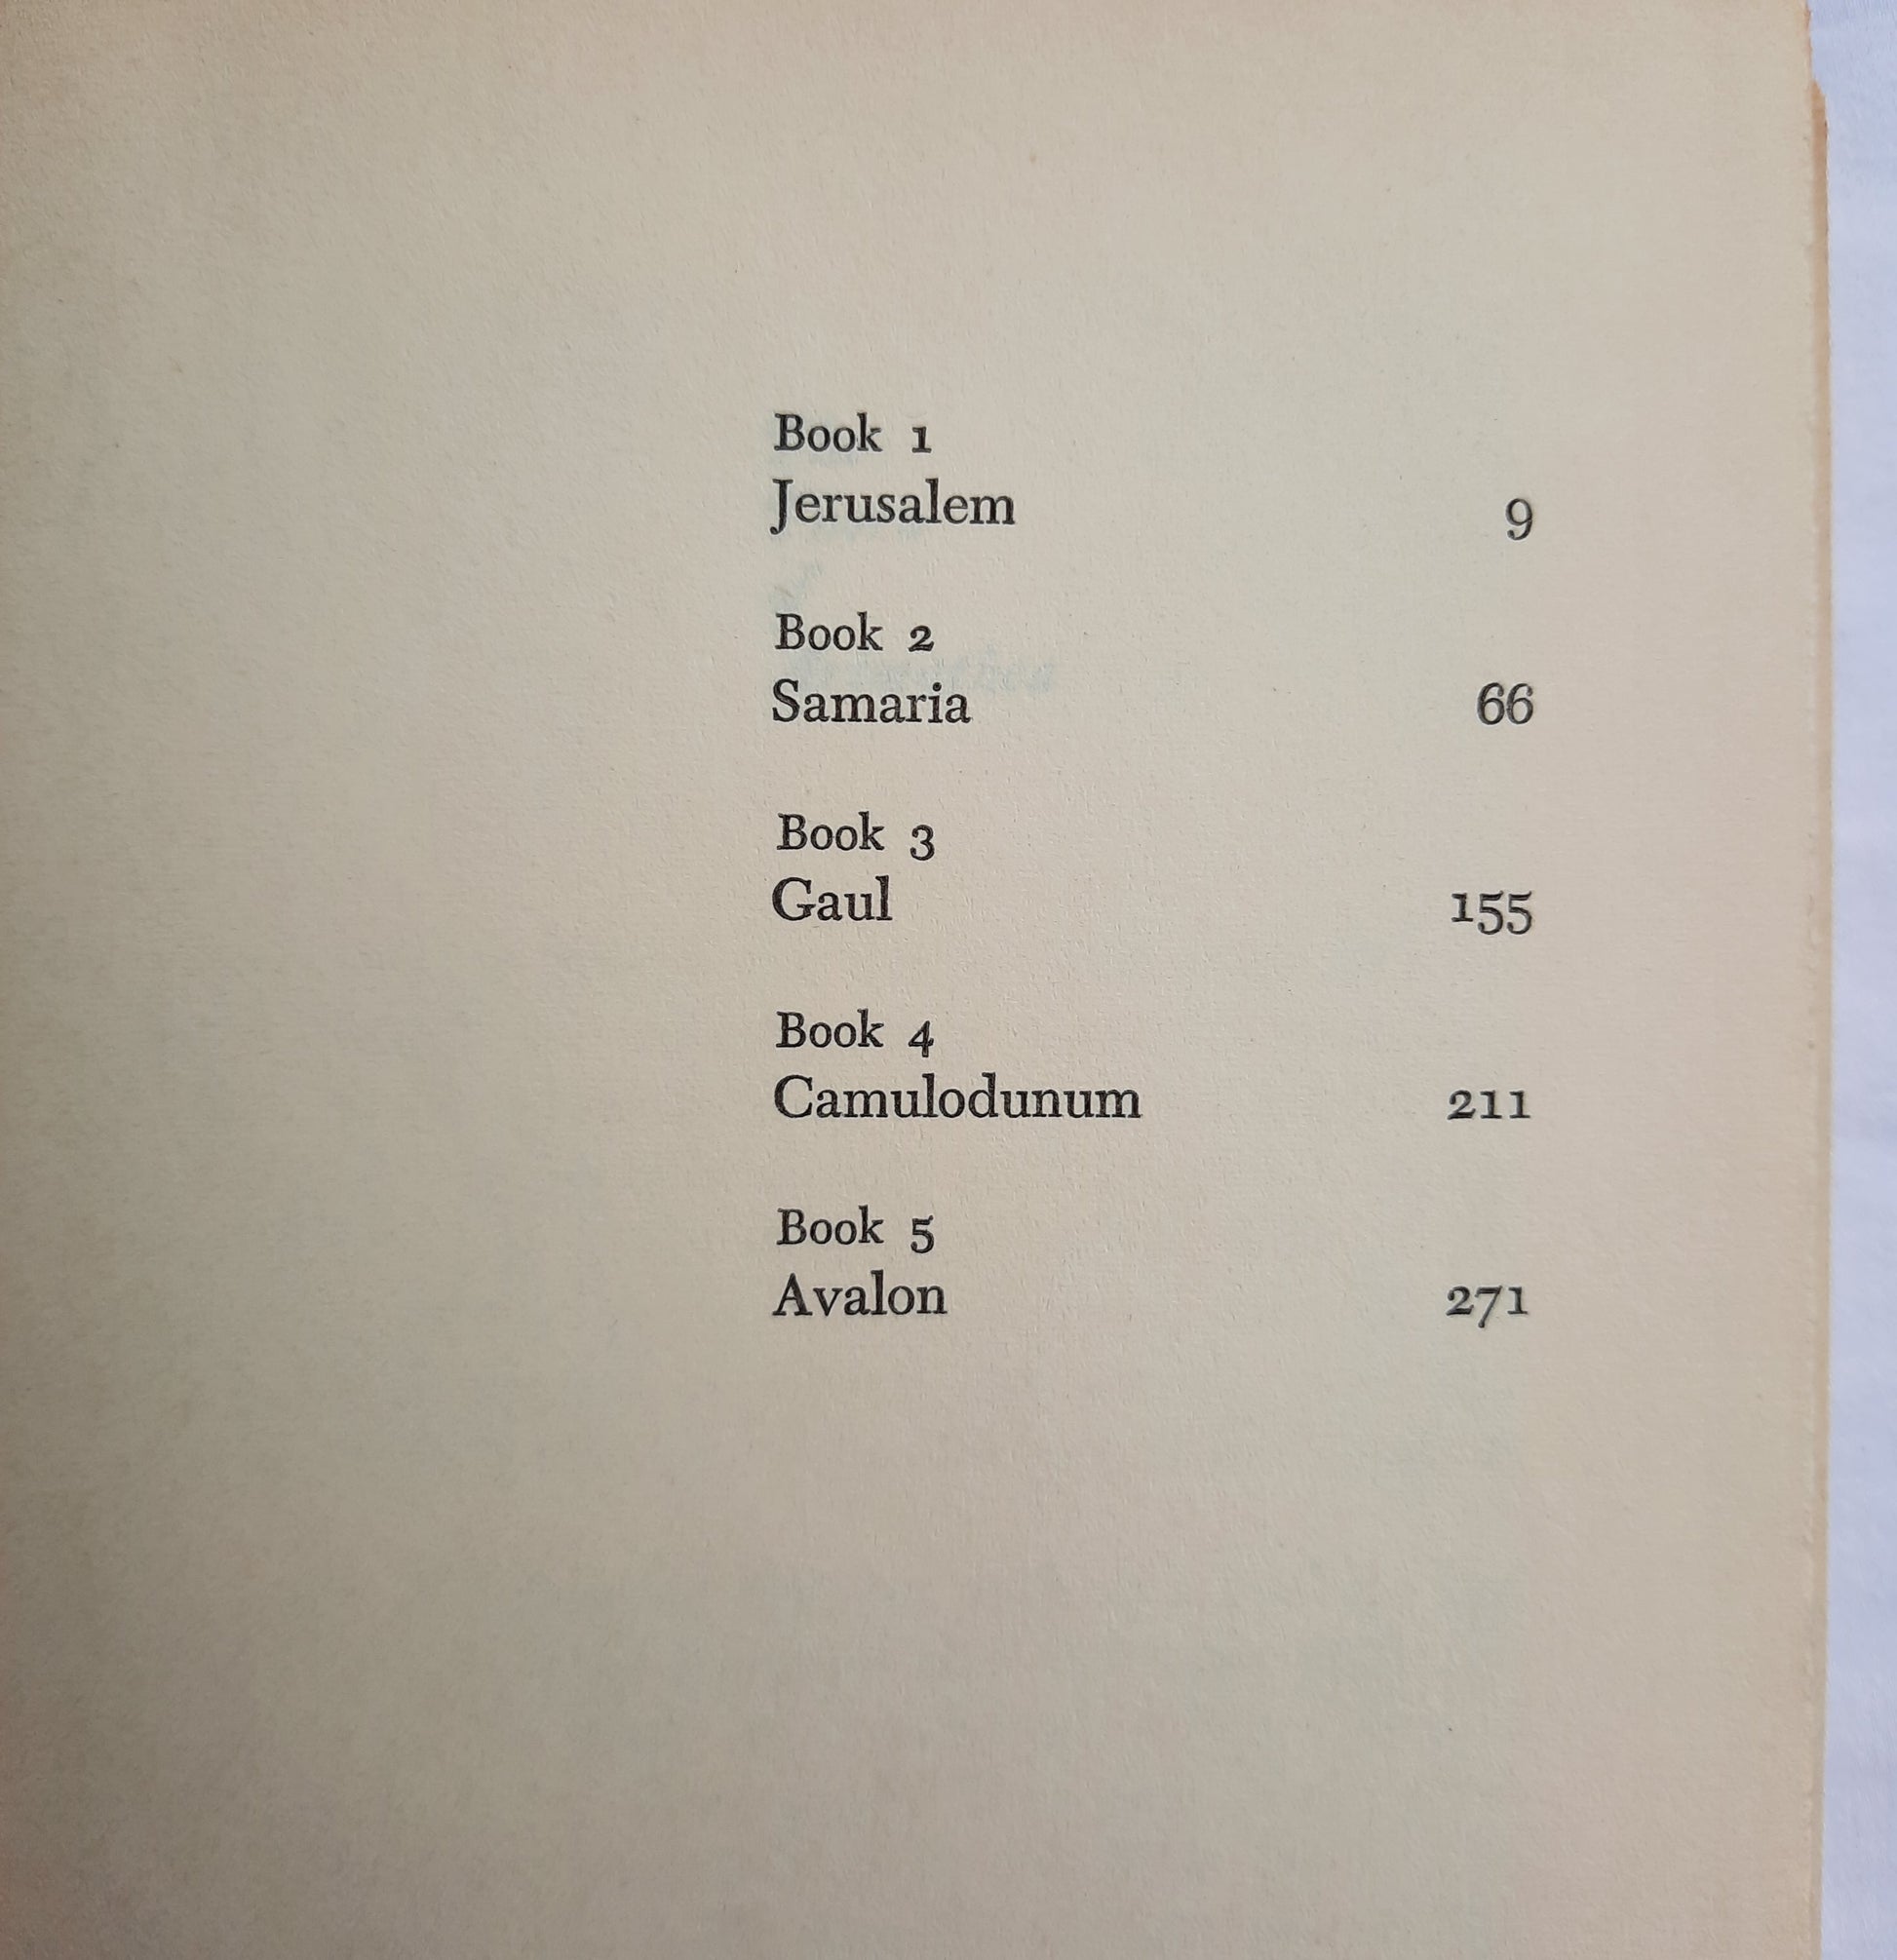 Book 1
Jerusalem 9
Book 2
Samaria 66
Book 3
Gaul 155
Book 4
Camulodunum 211
Book 5
Avalon 271